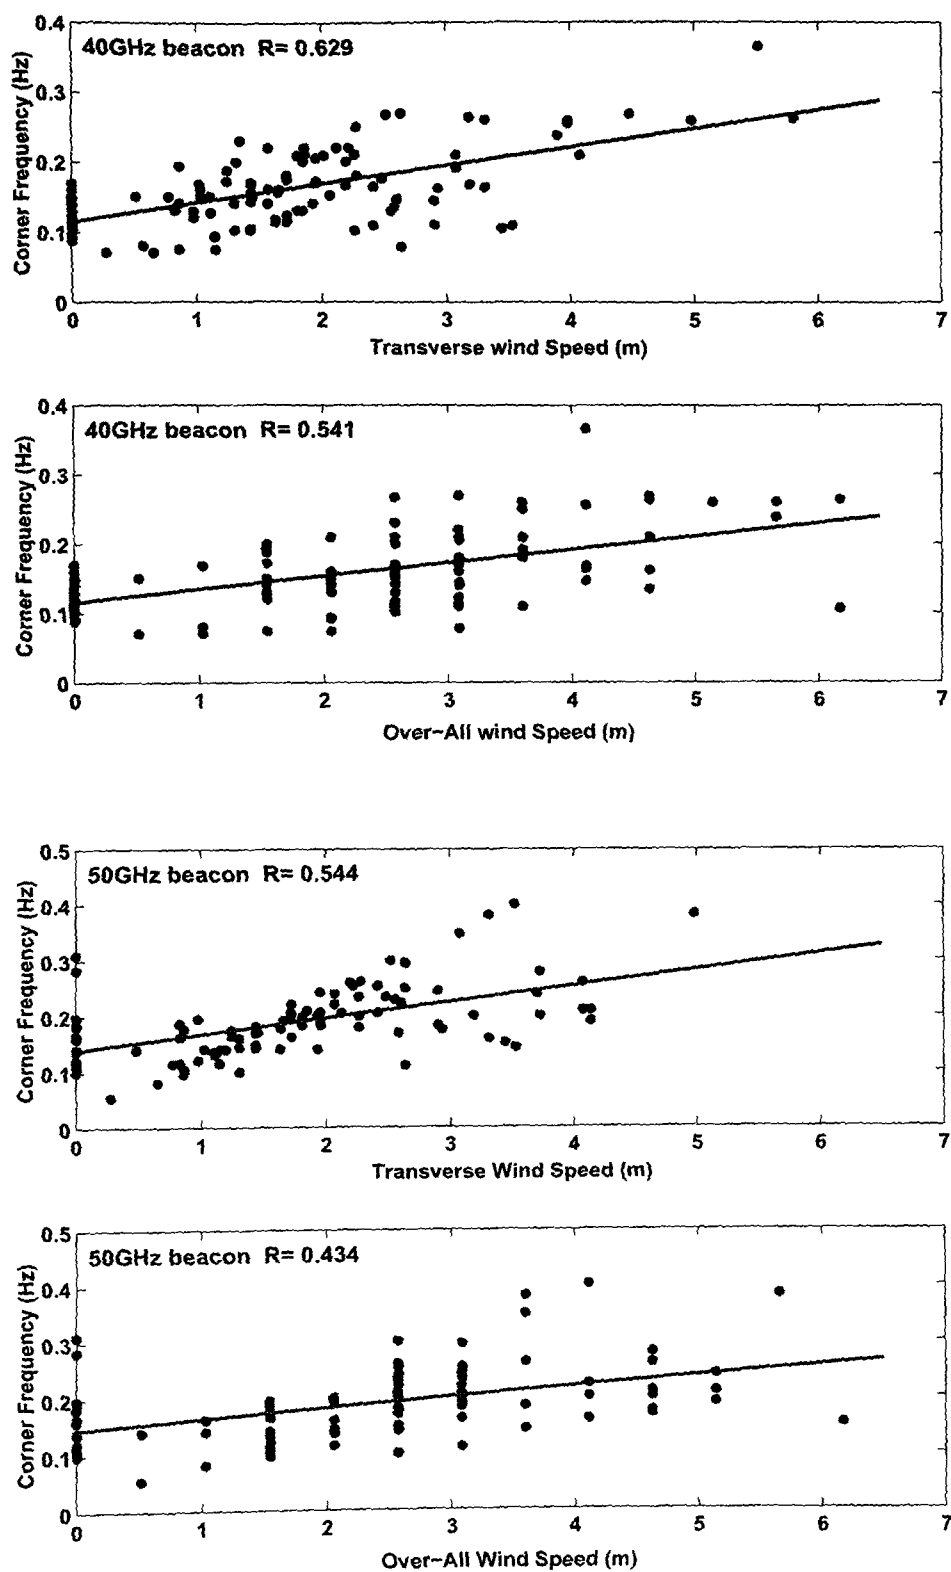 0.4
40GHz beacon R= 0.629
0.3
0.2
0.1
0
Corner Frequency (Hz)
0 1 2 3 4 5 6 7
Transverse wind Speed (m)
0.4
40GHz beacon R= 0.541
0.3
0.2
0.1
0
Corner Frequency (Hz)
0 1 2 3 4 5 6 7
Over-All wind Speed (m)
0.5
50GHz beacon R= 0.544
0.4
0.3
0.2
0.1
0
Corner Frequency (Hz)
0 1 2 3 4 5 6 7
Transverse Wind Speed (m)
0.5
50GHz beacon R= 0.434
0.4
0.3
0.2
0.1
0
Corner Frequency (Hz)
0 1 2 3 4 5 6 7
Over-All Wind Speed (m)